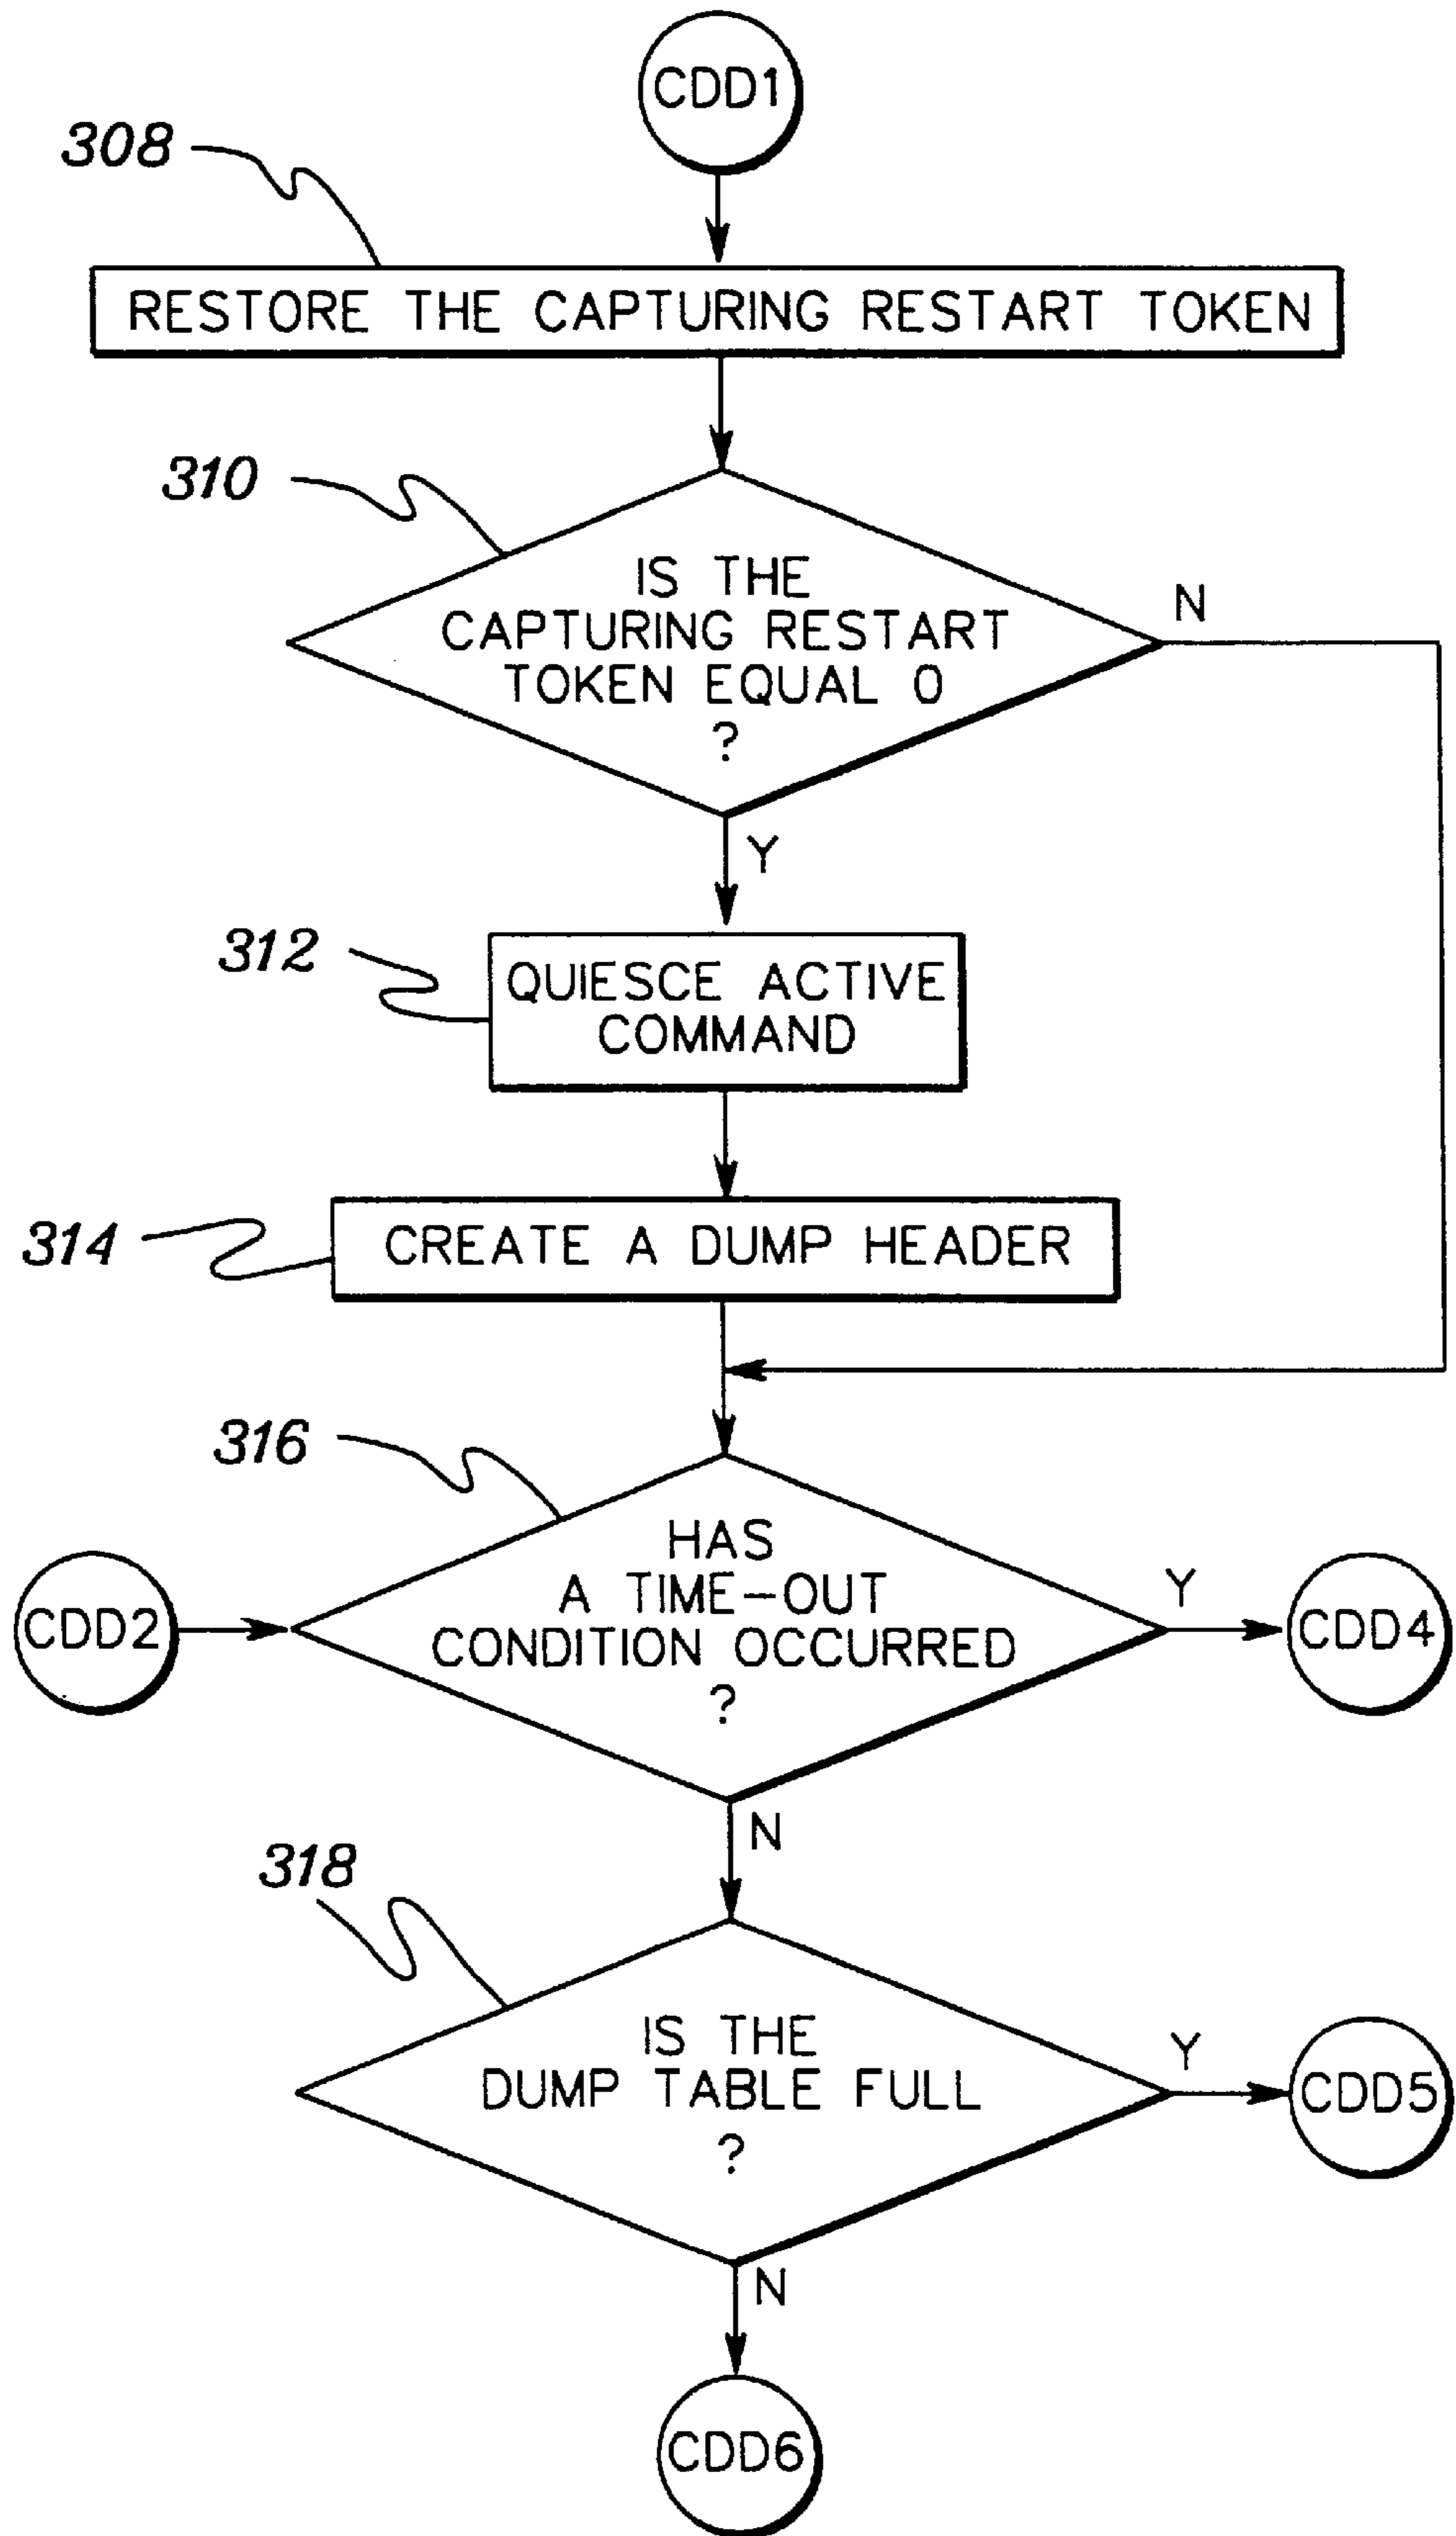 CDD1
308
RESTORE THE CAPTURING RESTART TOKEN
310
IS THE
CAPTURING RESTART
TOKEN EQUAL 0
?
N
Y
312
QUIESCE ACTIVE
COMMAND
314
CREATE A DUMP HEADER
316
HAS
A TIME-OUT
CONDITION OCCURRED
?
CDD2
Y
CDD4
N
318
IS THE
DUMP TABLE FULL
?
Y
CDD5
N
CDD6